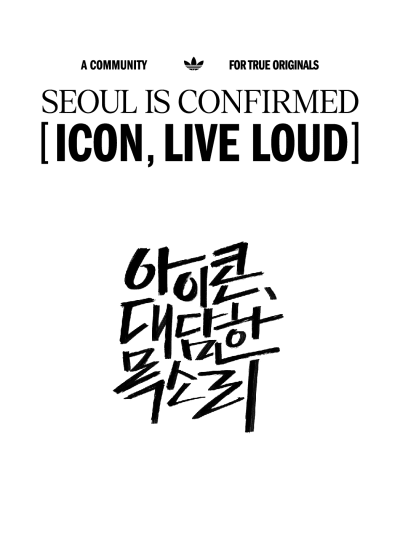 A COMMUNITY FOR TRUE ORIGINALS
SEOUL IS CONFIRMED
[ICON, LIVE LOUD]
아이콘,
대담한
목소리